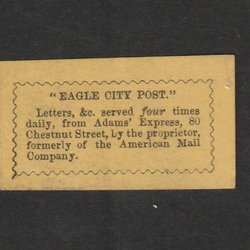 "EAGLE CITY POST."
Letters, &c. served four times
daily, from Adams' Express, 80
Chestnut Street, by the proprietor,
formerly of the American Mail
Company.